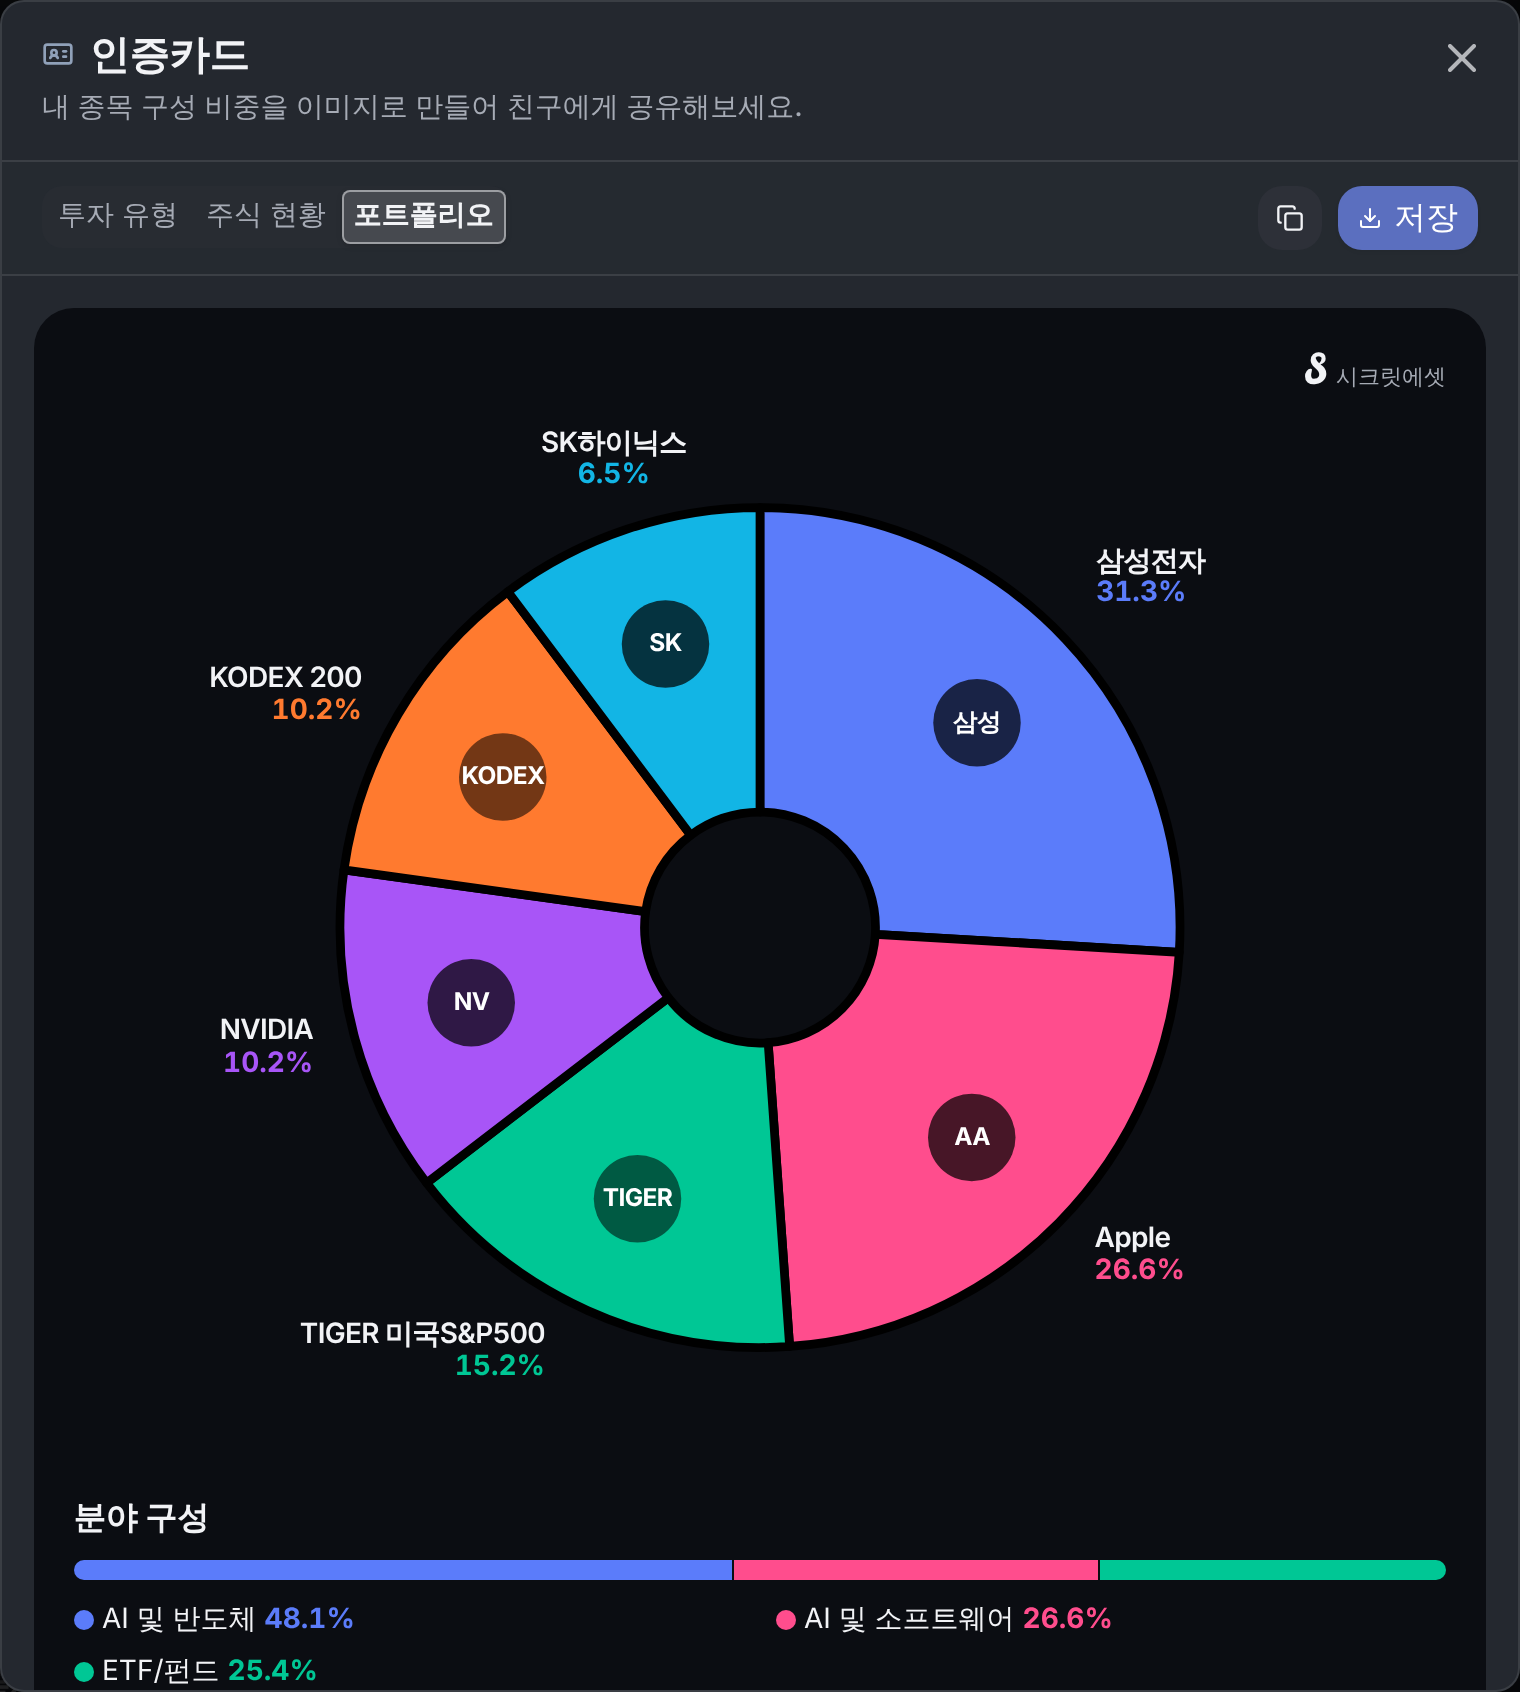 인증카드
내 종목 구성 비중을 이미지로 만들어 친구에게 공유해보세요.
투자 유형 주식 현황 포트폴리오
저장
시크릿에셋
SK하이닉스
6.5%
삼성전자
31.3%
SK
삼성
KODEX 200
10.2%
KODEX
NV
NVIDIA
10.2%
AA
TIGER
Apple
26.6%
TIGER 미국S&P500
15.2%
분야 구성
AI 및 반도체 48.1%
AI 및 소프트웨어 26.6%
ETF/펀드 25.4%